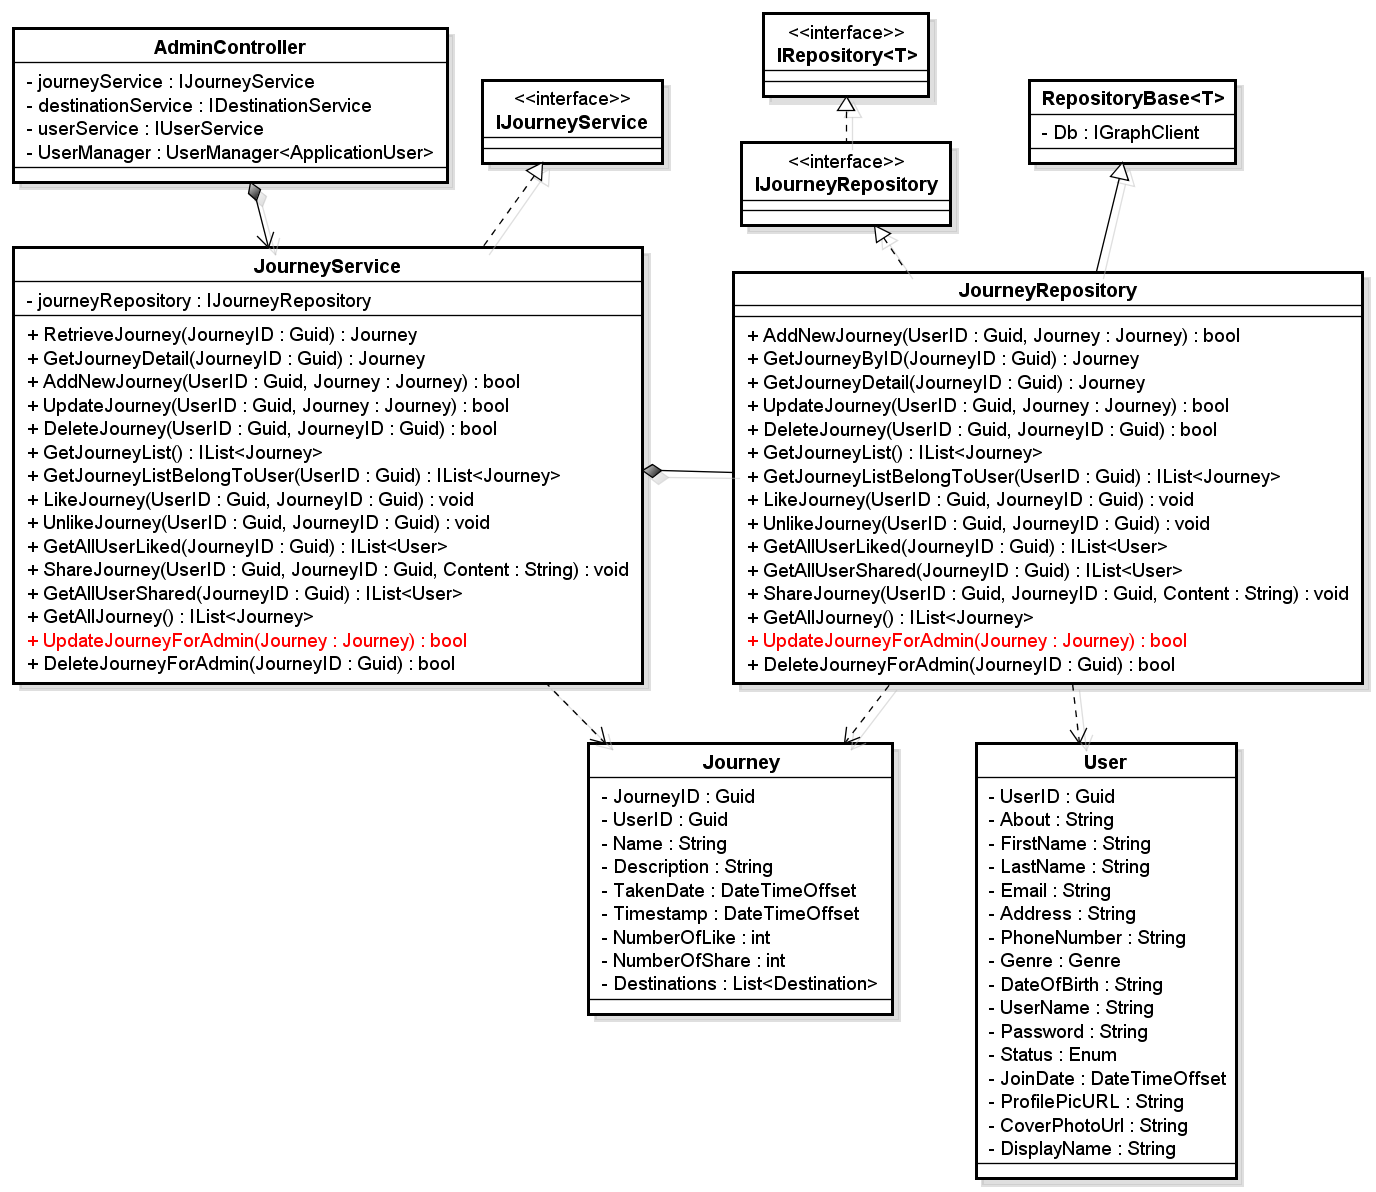 AdminController
- journeyService : IJourneyService
- destinationService : IDestinationService
- userService : IUserService
- UserManager : UserManager<ApplicationUser>
<<interface>>
IJourneyService
<<interface>>
IRepository<T>
<<interface>>
IJourneyRepository
RepositoryBase<T>
- Db : IGraphClient
JourneyService
- journeyRepository : IJourneyRepository
+ RetrieveJourney(JourneyID : Guid) : Journey
+ GetJourneyDetail(JourneyID : Guid) : Journey
+ AddNewJourney(UserID : Guid, Journey : Journey) : bool
+ UpdateJourney(UserID : Guid, Journey : Journey) : bool
+ DeleteJourney(UserID : Guid, JourneyID : Guid) : bool
+ GetJourneyList() : IList<Journey>
+ GetJourneyListBelongToUser(UserID : Guid) : IList<Journey>
+ LikeJourney(UserID : Guid, JourneyID : Guid) : void
+ UnlikeJourney(UserID : Guid, JourneyID : Guid) : void
+ GetAllUserLiked(JourneyID : Guid) : IList<User>
+ ShareJourney(UserID : Guid, JourneyID : Guid, Content : String) : void
+ GetAllUserShared(JourneyID : Guid) : IList<User>
+ GetAllJourney() : IList<Journey>
+ UpdateJourneyForAdmin(Journey : Journey) : bool
+ DeleteJourneyForAdmin(JourneyID : Guid) : bool
JourneyRepository
+ AddNewJourney(UserID : Guid, Journey : Journey) : bool
+ GetJourneyByID(JourneyID : Guid) : Journey
+ GetJourneyDetail(JourneyID : Guid) : Journey
+ UpdateJourney(UserID : Guid, Journey : Journey) : bool
+ DeleteJourney(UserID : Guid, JourneyID : Guid) : bool
+ GetJourneyList() : IList<Journey>
+ GetJourneyListBelongToUser(UserID : Guid) : IList<Journey>
+ LikeJourney(UserID : Guid, JourneyID : Guid) : void
+ UnlikeJourney(UserID : Guid, JourneyID : Guid) : void
+ GetAllUserLiked(JourneyID : Guid) : IList<User>
+ GetAllUserShared(JourneyID : Guid) : IList<User>
+ ShareJourney(UserID : Guid, JourneyID : Guid, Content : String) : void
+ GetAllJourney() : IList<Journey>
+ UpdateJourneyForAdmin(Journey : Journey) : bool
+ DeleteJourneyForAdmin(JourneyID : Guid) : bool
Journey
- JourneyID : Guid
- UserID : Guid
- Name : String
- Description : String
- TakenDate : DateTimeOffset
- Timestamp : DateTimeOffset
- NumberOfLike : int
- NumberOfShare : int
- Destinations : List<Destination>
User
- UserID : Guid
- About : String
- FirstName : String
- LastName : String
- Email : String
- Address : String
- PhoneNumber : String
- Genre : Genre
- DateOfBirth : String
- UserName : String
- Password : String
- Status : Enum
- JoinDate : DateTimeOffset
- ProfilePicURL : String
- CoverPhotoUrl : String
- DisplayName : String